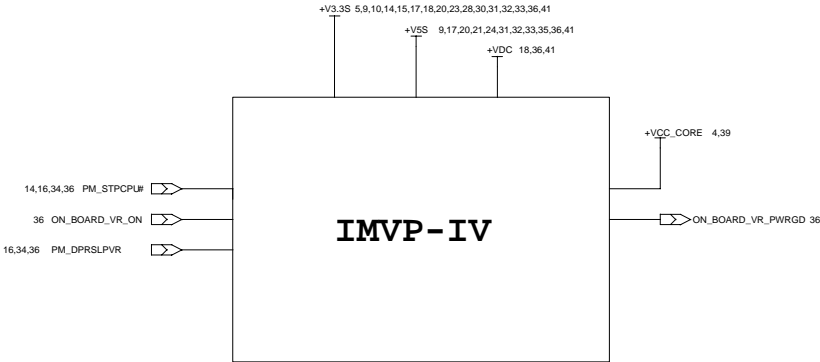 +V3.3S 5,9,10,14,15,17,18,20,23,28,30,31,32,33,36,41
+V5S 9,17,20,21,24,31,32,33,35,36,41
+VDC 18,36,41
+VCC_CORE 4,39
14,16,34,36 PM_STPCPU#
36 ON_BOARD_VR_ON
ON_BOARD_VR_PWRGD 36
IMVP-IV
16,34,36 PM_DPRSLPVR